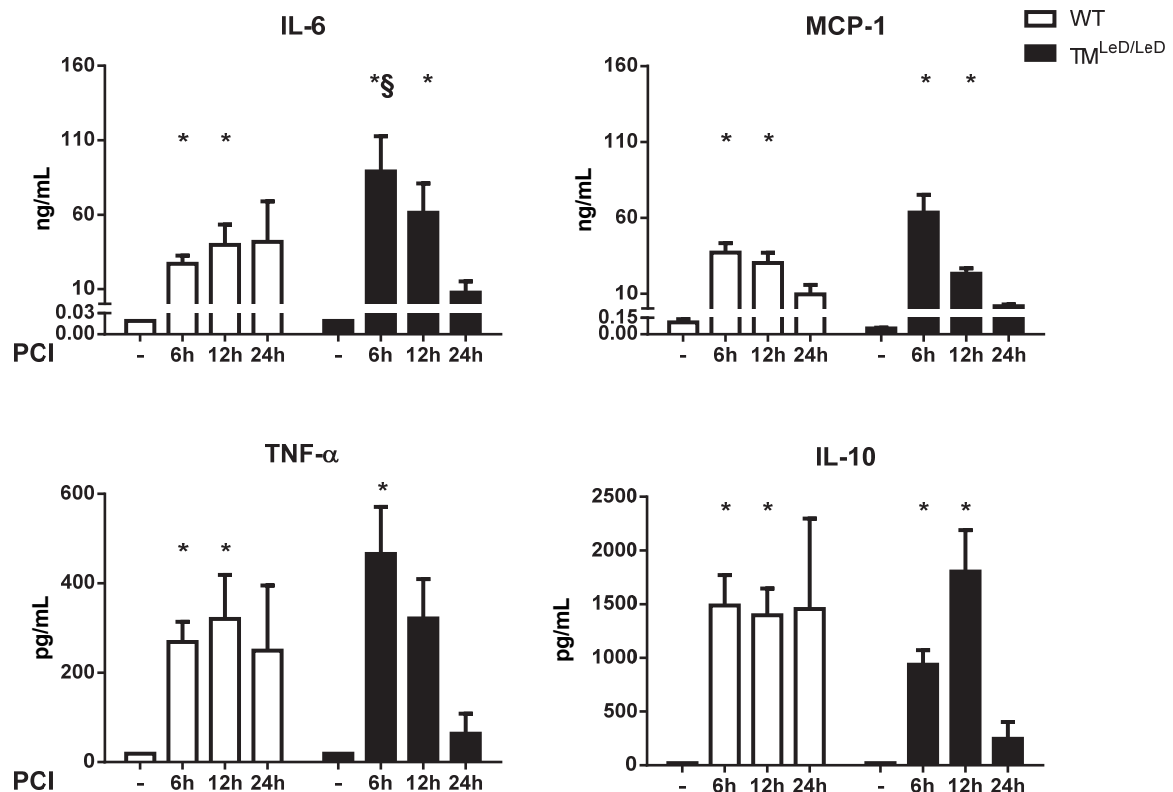 IL-6
MCP-1
WT
TM^LeD/LeD
160
110
60
10
0.03
0.00
ng/mL
* * *§ *
PCI - 6h 12h 24h - 6h 12h 24h
160
110
60
10
0.15
0.00
ng/mL
* * * *
- 6h 12h 24h - 6h 12h 24h
TNF-α
600
400
200
0
pg/mL
* * *
PCI - 6h 12h 24h - 6h 12h 24h
IL-10
2500
2000
1500
1000
500
0
pg/mL
* * * *
- 6h 12h 24h - 6h 12h 24h